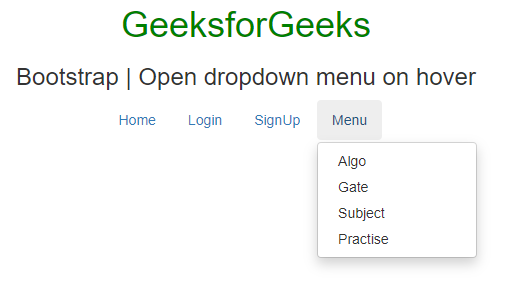 GeeksforGeeks
Bootstrap | Open dropdown menu on hover
Home Login SignUp Menu
Algo
Gate
Subject
Practise